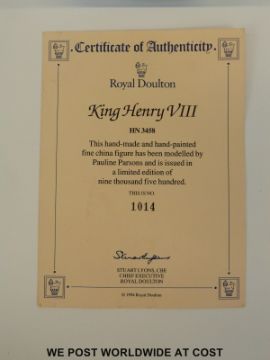 Certificate of Authenticity
Royal Doulton
King Henry VIII
HN 3458
This hand-made and hand-painted
fine china figure has been modelled by
Pauline Parsons and is issued in
a limited edition of
nine thousand five hundred.
THIS IS NO.
1014
STUART LYONS, CBE
CHIEF EXECUTIVE
ROYAL DOULTON
© 1994 Royal Doulton
WE POST WORLDWIDE AT COST